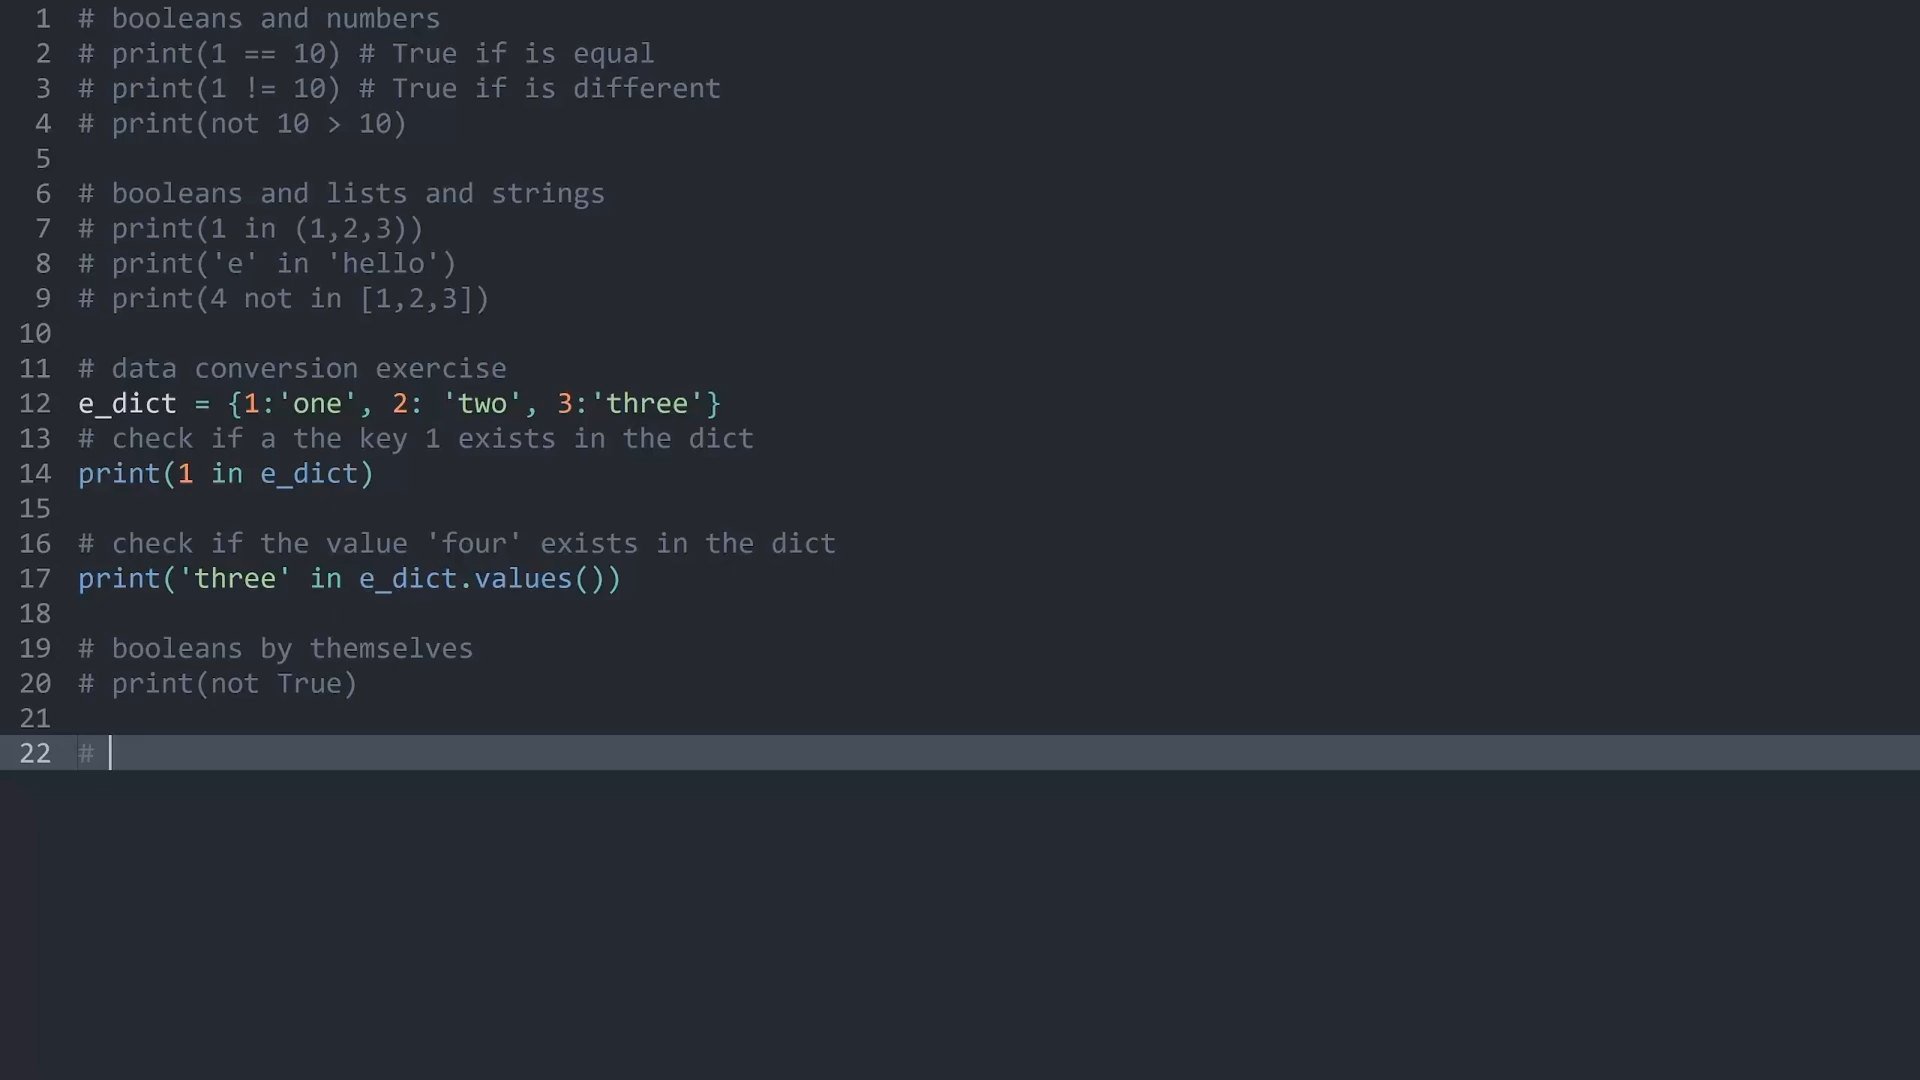 1 # booleans and numbers
2 # print(1 == 10) # True if is equal
3 # print(1 != 10) # True if is different
4 # print(not 10 > 10)
5
6 # booleans and lists and strings
7 # print(1 in (1,2,3))
8 # print('e' in 'hello')
9 # print(4 not in [1,2,3])
10
11 # data conversion exercise
12 e_dict = {1:'one', 2: 'two', 3:'three'}
13 # check if a the key 1 exists in the dict
14 print(1 in e_dict)
15
16 # check if the value 'four' exists in the dict
17 print('three' in e_dict.values())
18
19 # booleans by themselves
20 # print(not True)
21
22 #